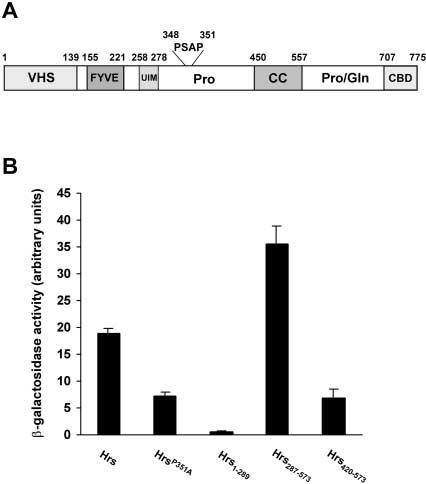 A
348 351
PSAP
1 139 155 221 258 278 450 557 707 775
VHS FYVE UIM Pro CC Pro/Gln CBD
B
β-galactosidase activity (arbitrary units)
45
40
35
30
25
20
15
10
5
0
Hrs
HrsP351A
Hrs1-289
Hrs287-573
Hrs420-573